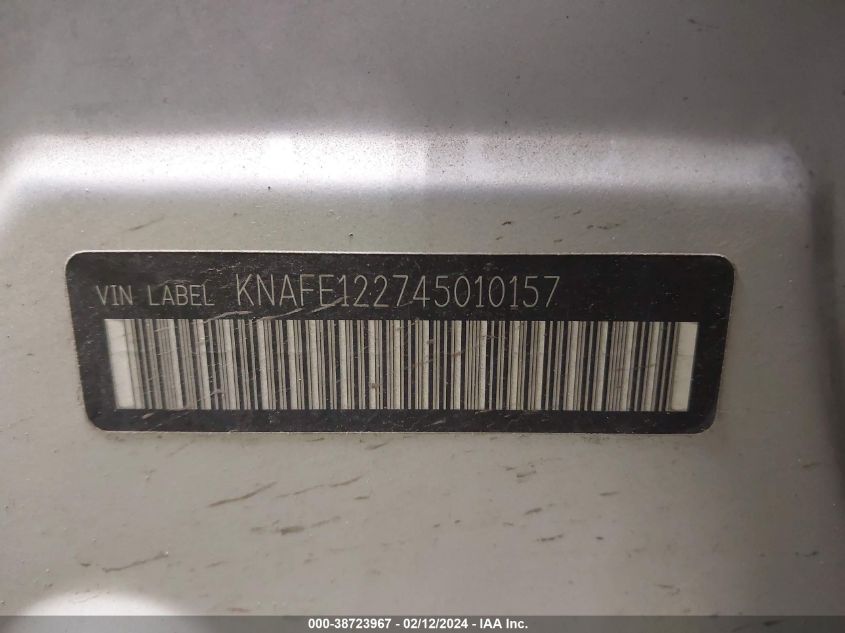 VIN LABEL KNAFE122745010157
000-38723967 - 02/12/2024 - IAA Inc.